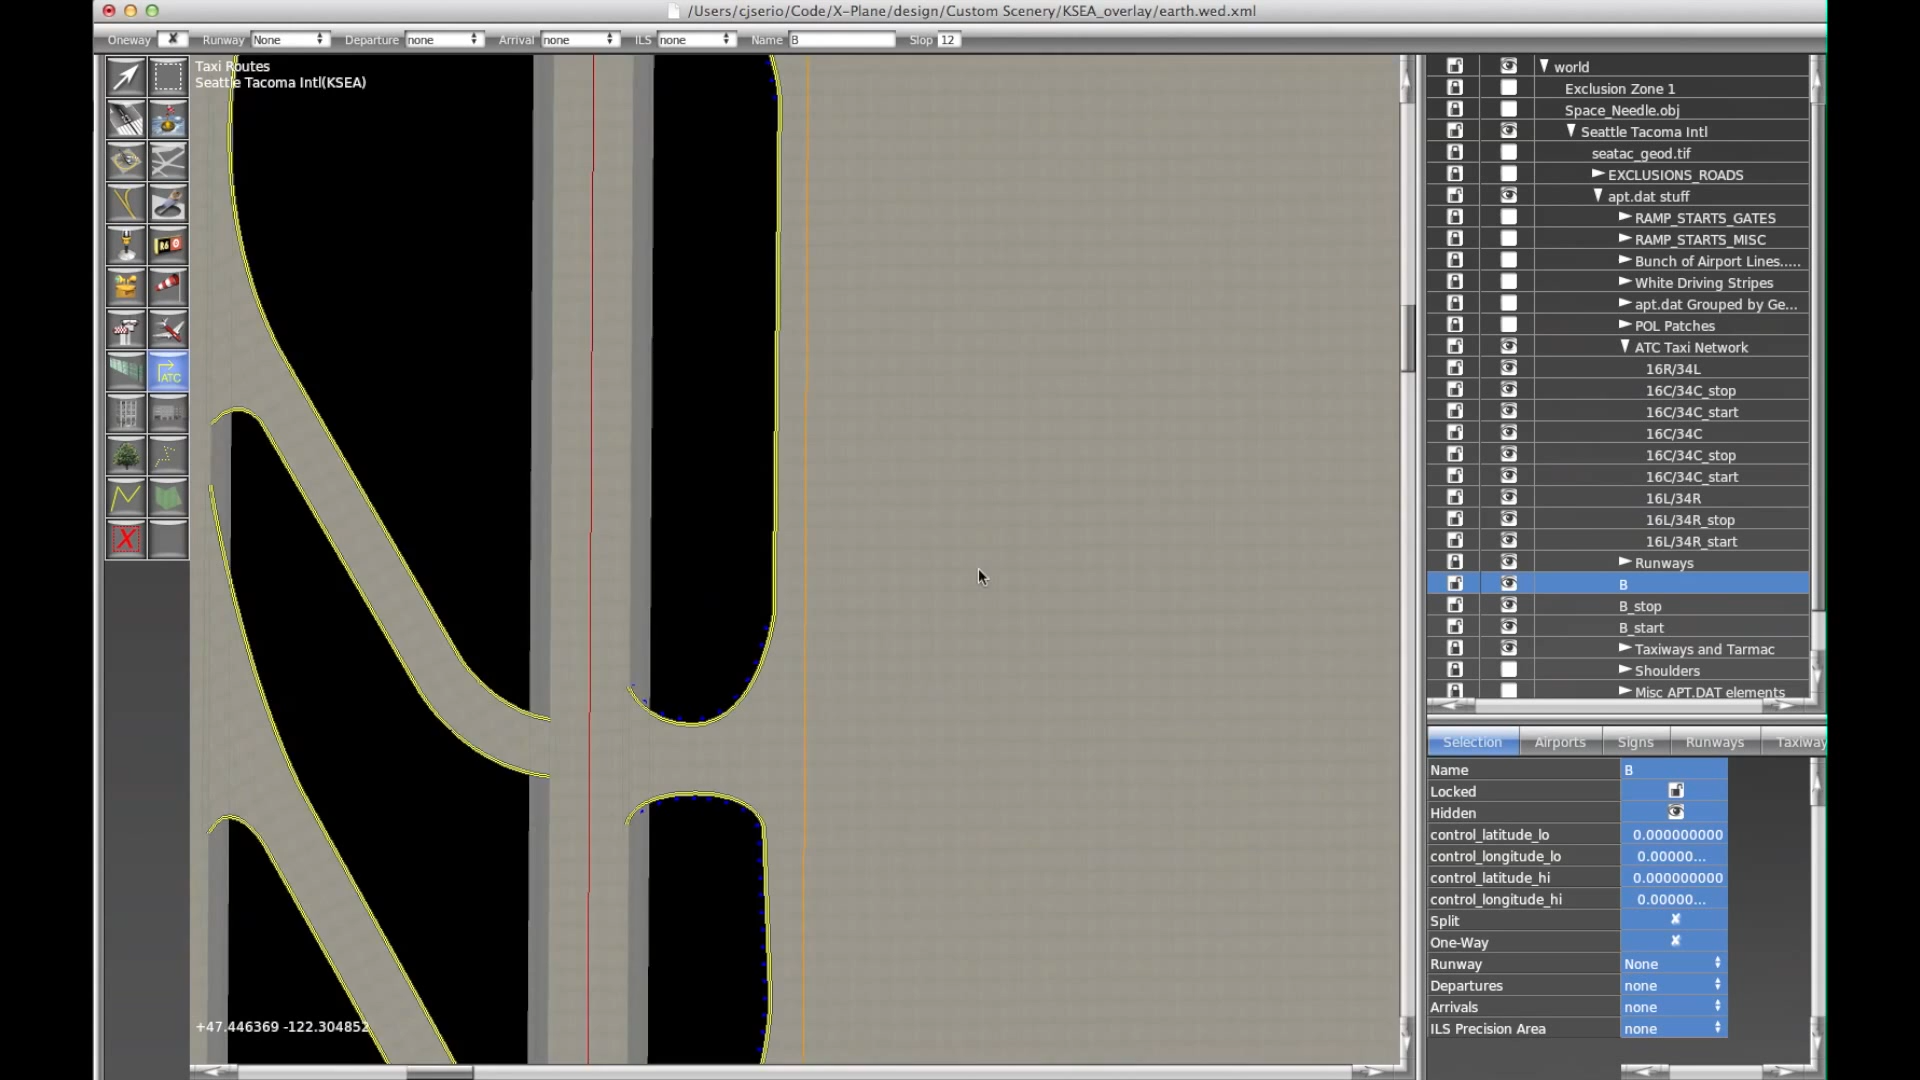 /Users/cjserio/Code/X-Plane/design/Custom Scenery/KSEA_overlay/earth.wed.xml
Oneway Runway None Departure none Arrival none ILS none Name B Slop 12
Taxi Routes
Seattle Tacoma Intl(KSEA)
R6 0
ATC
+47.446369 -122.304852
world
Exclusion Zone 1
Space_Needle.obj
Seattle Tacoma Intl
seatac_geod.tif
EXCLUSIONS_ROADS
apt.dat stuff
RAMP_STARTS_GATES
RAMP_STARTS_MISC
Bunch of Airport Lines.....
White Driving Stripes
apt.dat Grouped by Ge...
POL Patches
ATC Taxi Network
16R/34L
16C/34C_stop
16C/34C_start
16C/34C
16C/34C_stop
16C/34C_start
16L/34R
16L/34R_stop
16L/34R_start
Runways
B
B_stop
B_start
Taxiways and Tarmac
Shoulders
Misc APT.DAT elements
Selection Airports Signs Runways Taxiway
Name B
Locked
Hidden
control_latitude_lo 0.000000000
control_longitude_lo 0.00000...
control_latitude_hi 0.000000000
control_longitude_hi 0.00000...
Split
One-Way
Runway None
Departures none
Arrivals none
ILS Precision Area none